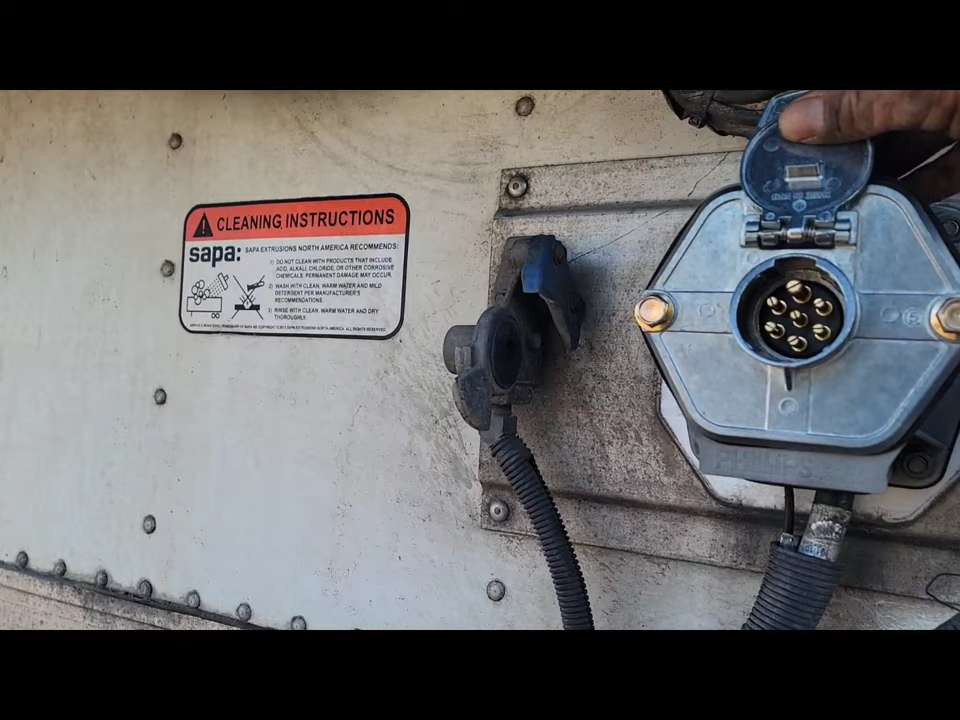 CLEANING INSTRUCTIONS
sapa:
SAPA EXTRUSIONS NORTH AMERICA RECOMMENDS:
1) DO NOT CLEAN WITH PRODUCTS THAT INCLUDE
ACID, ALKALI, CHLORIDE, OR OTHER CORROSIVE
CHEMICALS. PERMANENT DAMAGE MAY OCCUR.
2) WASH WITH CLEAN, WARM WATER AND MILD
DETERGENT PER MANUFACTURER'S
RECOMMENDATIONS.
3) RINSE WITH CLEAN, WARM WATER AND DRY
THOROUGHLY.